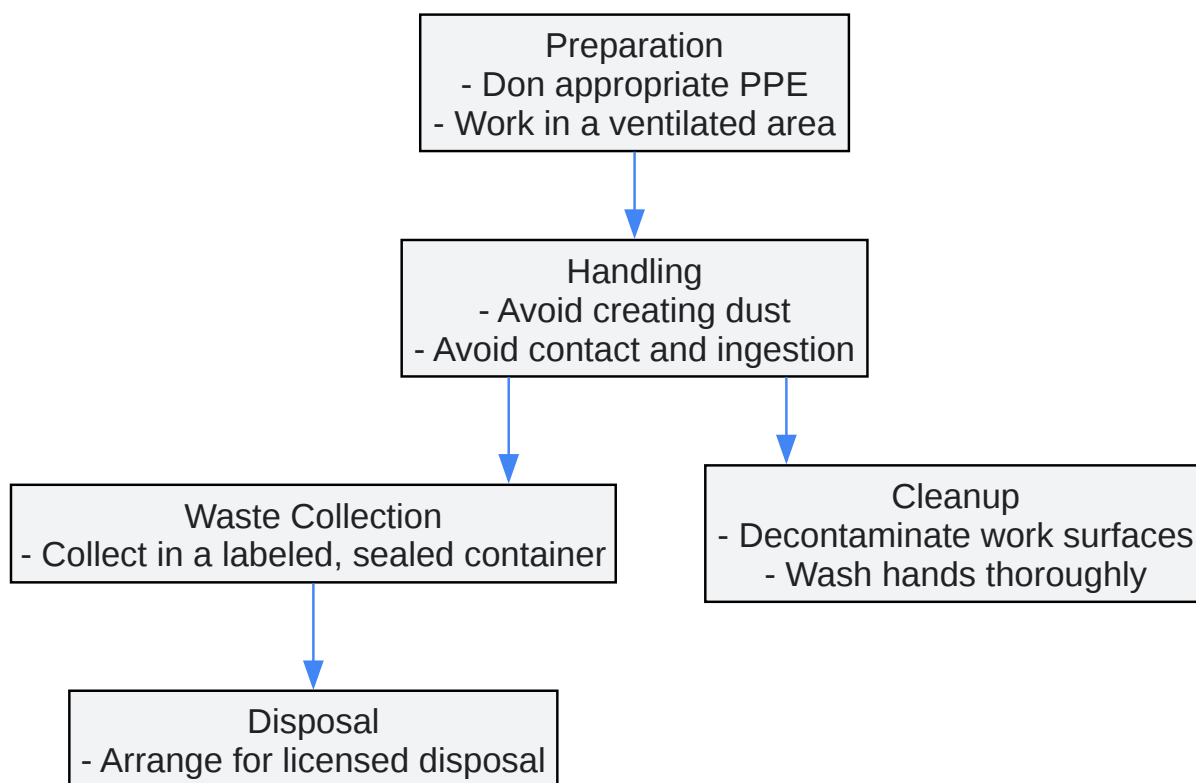 Preparation
- Don appropriate PPE
- Work in a ventilated area
Handling
- Avoid creating dust
- Avoid contact and ingestion
Waste Collection
- Collect in a labeled, sealed container
Cleanup
- Decontaminate work surfaces
- Wash hands thoroughly
Disposal
- Arrange for licensed disposal